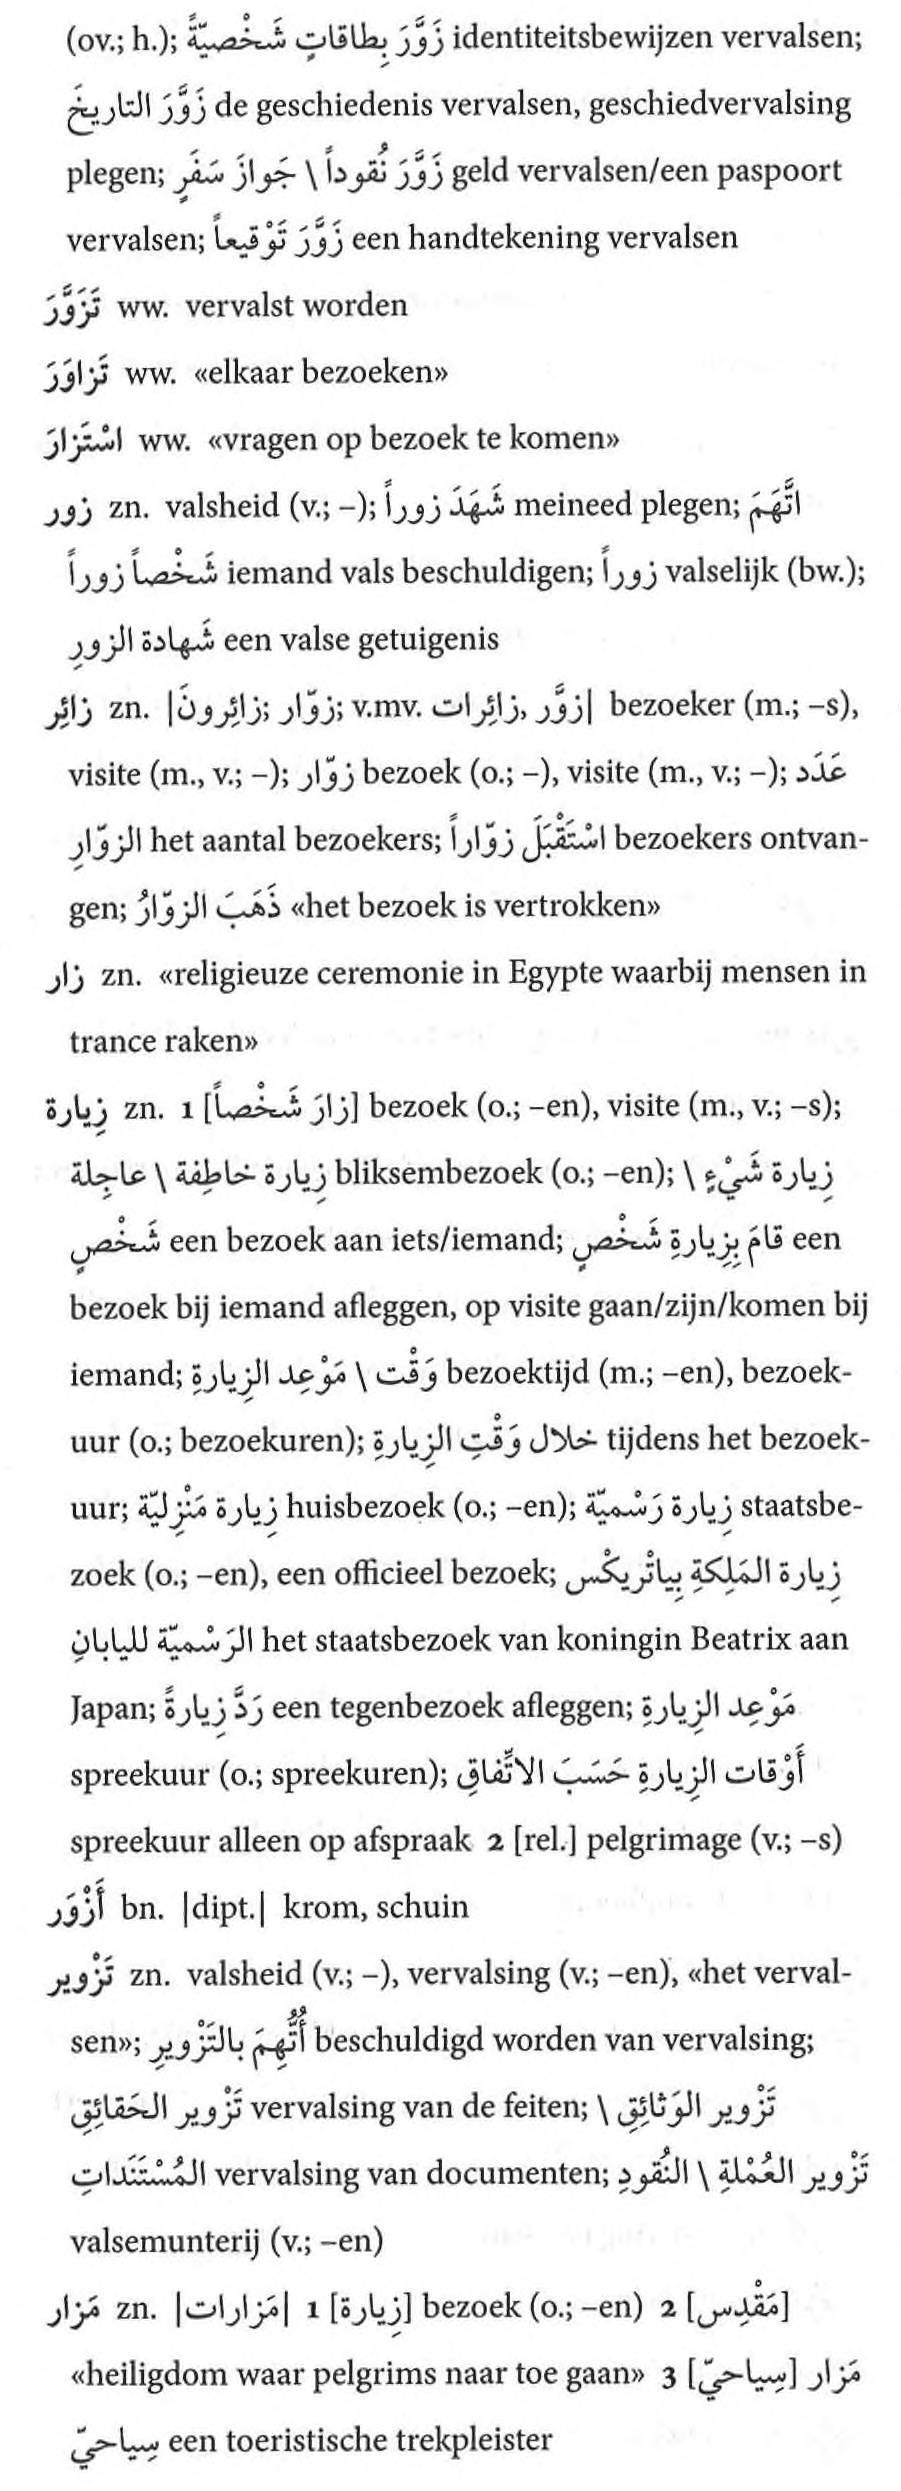 (ov.; h.); زَوَّرَ بِطاقاتٍ شَخْصيّةً identiteitsbewijzen vervalsen;
زَوَّرَ التاريخَ de geschiedenis vervalsen, geschiedvervalsing
plegen; زَوَّرَ نُقوداً \ جَوازَ سَفَرٍ geld vervalsen/een paspoort
vervalsen; زَوَّرَ تَوْقيعاً een handtekening vervalsen
تَزَوَّرَ ww. vervalst worden
تَزاوَرَ ww. «elkaar bezoeken»
اسْتَزارَ ww. «vragen op bezoek te komen»
زور zn. valsheid (v.; –); شَهَدَ زوراً meineed plegen; اتَّهَمَ
شَخْصاً زوراً iemand vals beschuldigen; زوراً valselijk (bw.);
شَهادة الزورِ een valse getuigenis
زائِر zn. |زائِرونَ; زوّار; v.mv. زائِرات, زوَّر| bezoeker (m.; –s),
visite (m., v.; –); زوّار bezoek (o.; –), visite (m., v.; –); عَدَد
الزوّارِ het aantal bezoekers; اسْتَقْبَلَ زوّاراً bezoekers ontvan-
gen; ذَهَبَ الزوّارُ «het bezoek is vertrokken»
زار zn. «religieuze ceremonie in Egypte waarbij mensen in
trance raken»
زِيارة zn. 1 [زارَ شَخْصاً] bezoek (o.; –en), visite (m., v.; –s);
زِيارة خاطِفة \ عاجِلة bliksembezoek (o.; –en); زِيارة شَيْءٍ \
شَخْصٍ een bezoek aan iets/iemand; قامَ بِزِيارةِ شَخْصٍ een
bezoek bij iemand afleggen, op visite gaan/zijn/komen bij
iemand; وَقْت \ مَوْعِد الزِيارةِ bezoektijd (m.; –en), bezoek-
uur (o.; bezoekuren); خلال وَقْتِ الزِيارةِ tijdens het bezoek-
uur; زِيارة مَنْزِليّة huisbezoek (o.; –en); زِيارة رَسْميّة staatsbe-
zoek (o.; –en), een officieel bezoek; زِيارة المَلِكةِ بِياتْريكْس
الرَسْميّة لليابانِ het staatsbezoek van koningin Beatrix aan
Japan; رَدَّ زِيارةً een tegenbezoek afleggen; مَوْعِد الزِيارةِ
spreekuur (o.; spreekuren); أَوْقات الزِيارةِ حَسَبَ الاتِّفاقِ
spreekuur alleen op afspraak 2 [rel.] pelgrimage (v.; –s)
أَزْوَر bn. |dipt.| krom, schuin
تَزْوير zn. valsheid (v.; –), vervalsing (v.; –en), «het verval-
sen»; أُتُّهِمَ بالتَزْويرِ beschuldigd worden van vervalsing;
تَزْوير الحَقائِقِ vervalsing van de feiten; تَزْوير الوَثائِقِ \
المُسْتَنَداتِ vervalsing van documenten; تَزْوير العُمْلةِ \ النُقودِ
valsemunterij (v.; –en)
مَزار zn. |مَزارات| 1 [زِيارة] bezoek (o.; –en) 2 [مَقْدِس]
«heiligdom waar pelgrims naar toe gaan» 3 [سِياحيّ] مَزار
سِياحيّ een toeristische trekpleister